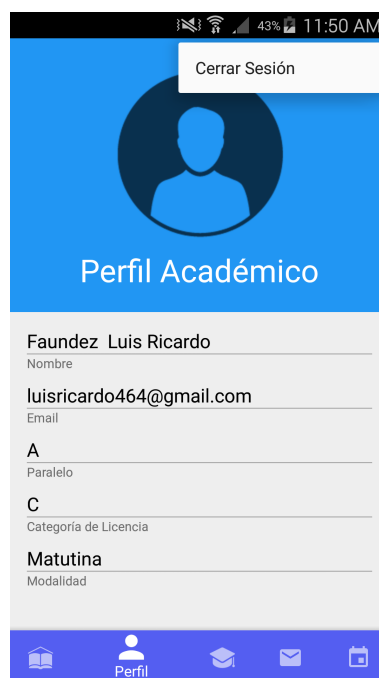 43% 11:50 AM
Cerrar Sesión
Perfil Académico
Faundez Luis Ricardo
Nombre
luisricardo464@gmail.com
Email
A
Paralelo
C
Categoría de Licencia
Matutina
Modalidad
Perfil